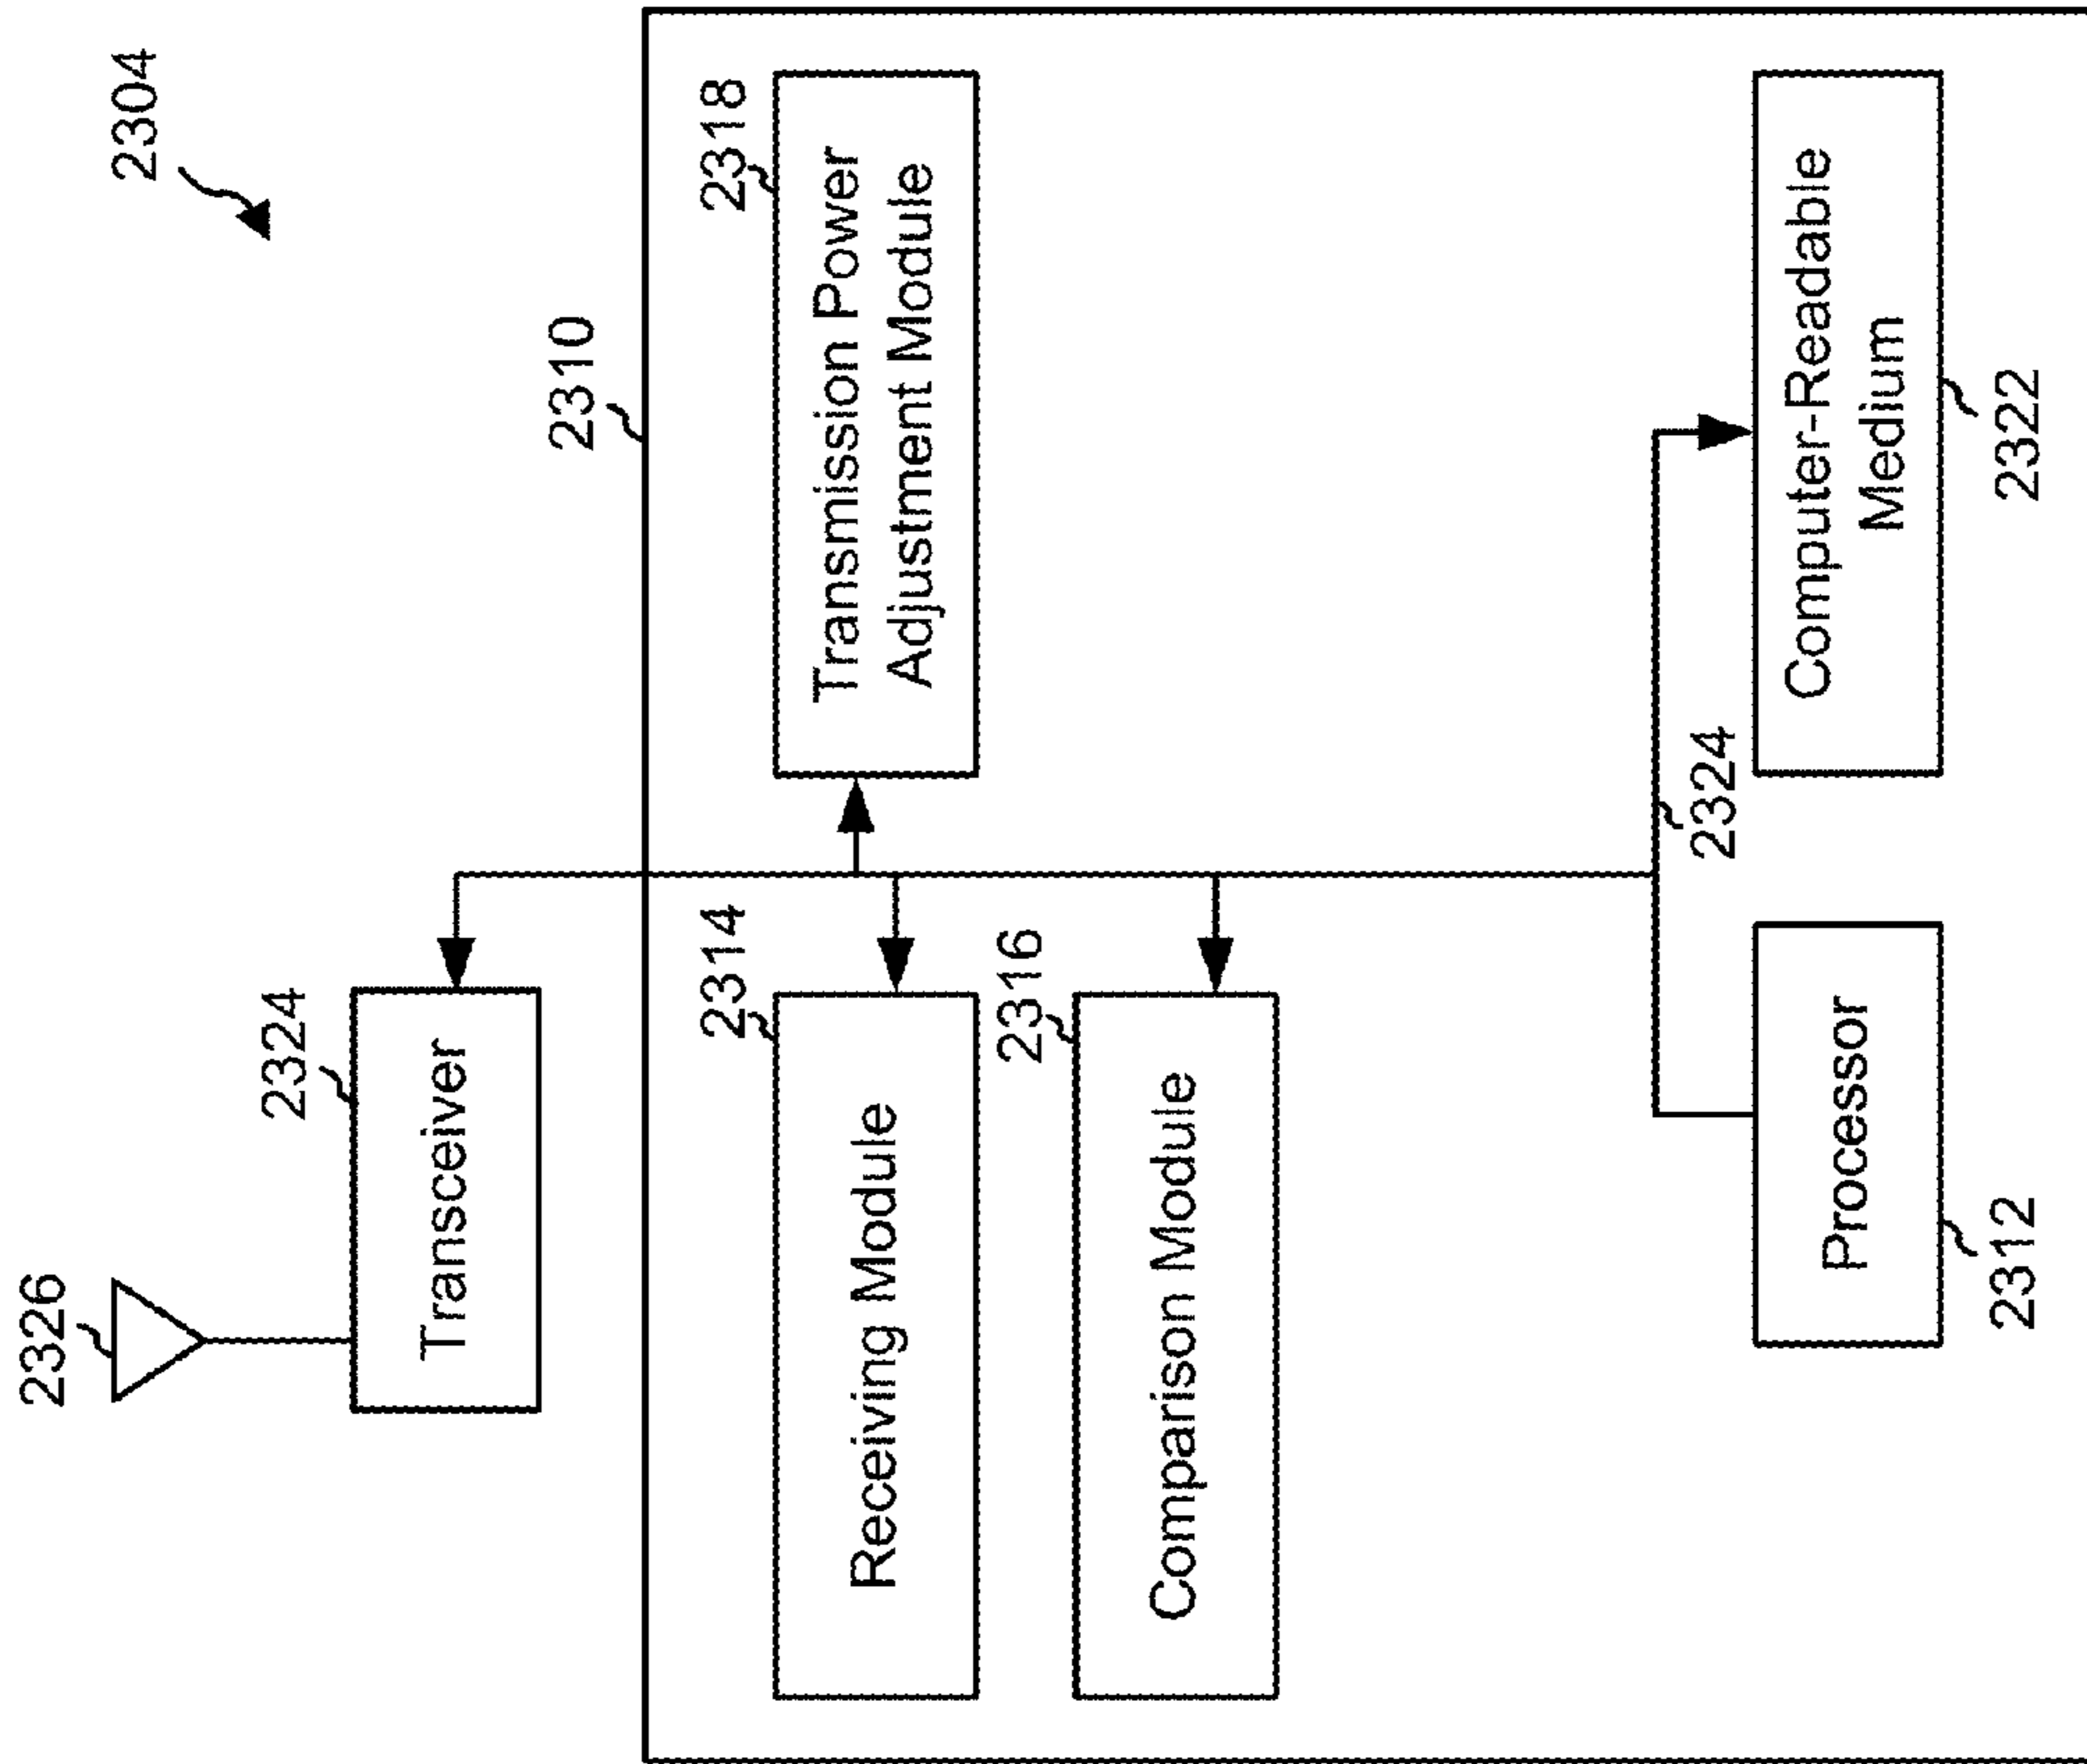 2304
2326
2324
Transceiver
2310
2314
Receiving Module
2318
Transmission Power
Adjustment Module
2316
Comparison Module
2324
Processor
2312
Computer-Readable
Medium
2322